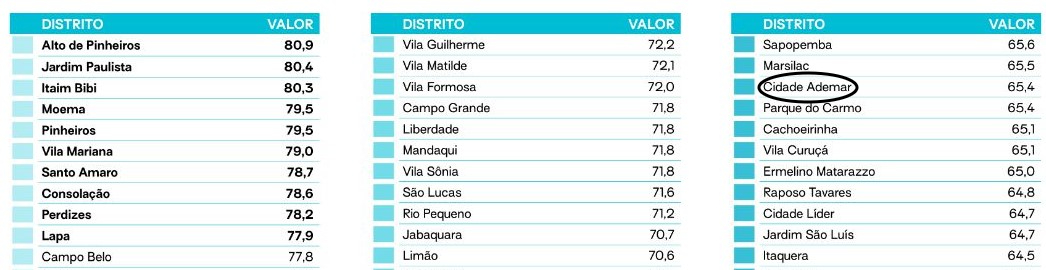 DISTRITO VALOR
Alto de Pinheiros 80,9
Jardim Paulista 80,4
Itaim Bibi 80,3
Moema 79,5
Pinheiros 79,5
Vila Mariana 79,0
Santo Amaro 78,7
Consolação 78,6
Perdizes 78,2
Lapa 77,9
Campo Belo 77,8
DISTRITO VALOR
Vila Guilherme 72,2
Vila Matilde 72,1
Vila Formosa 72,0
Campo Grande 71,8
Liberdade 71,8
Mandaqui 71,8
Vila Sônia 71,8
São Lucas 71,6
Rio Pequeno 71,2
Jabaquara 70,7
Limão 70,6
DISTRITO VALOR
Sapopemba 65,6
Marsilac 65,5
Cidade Ademar 65,4
Parque do Carmo 65,4
Cachoeirinha 65,1
Vila Curuçá 65,1
Ermelino Matarazzo 65,0
Raposo Tavares 64,8
Cidade Líder 64,7
Jardim São Luís 64,7
Itaquera 64,5